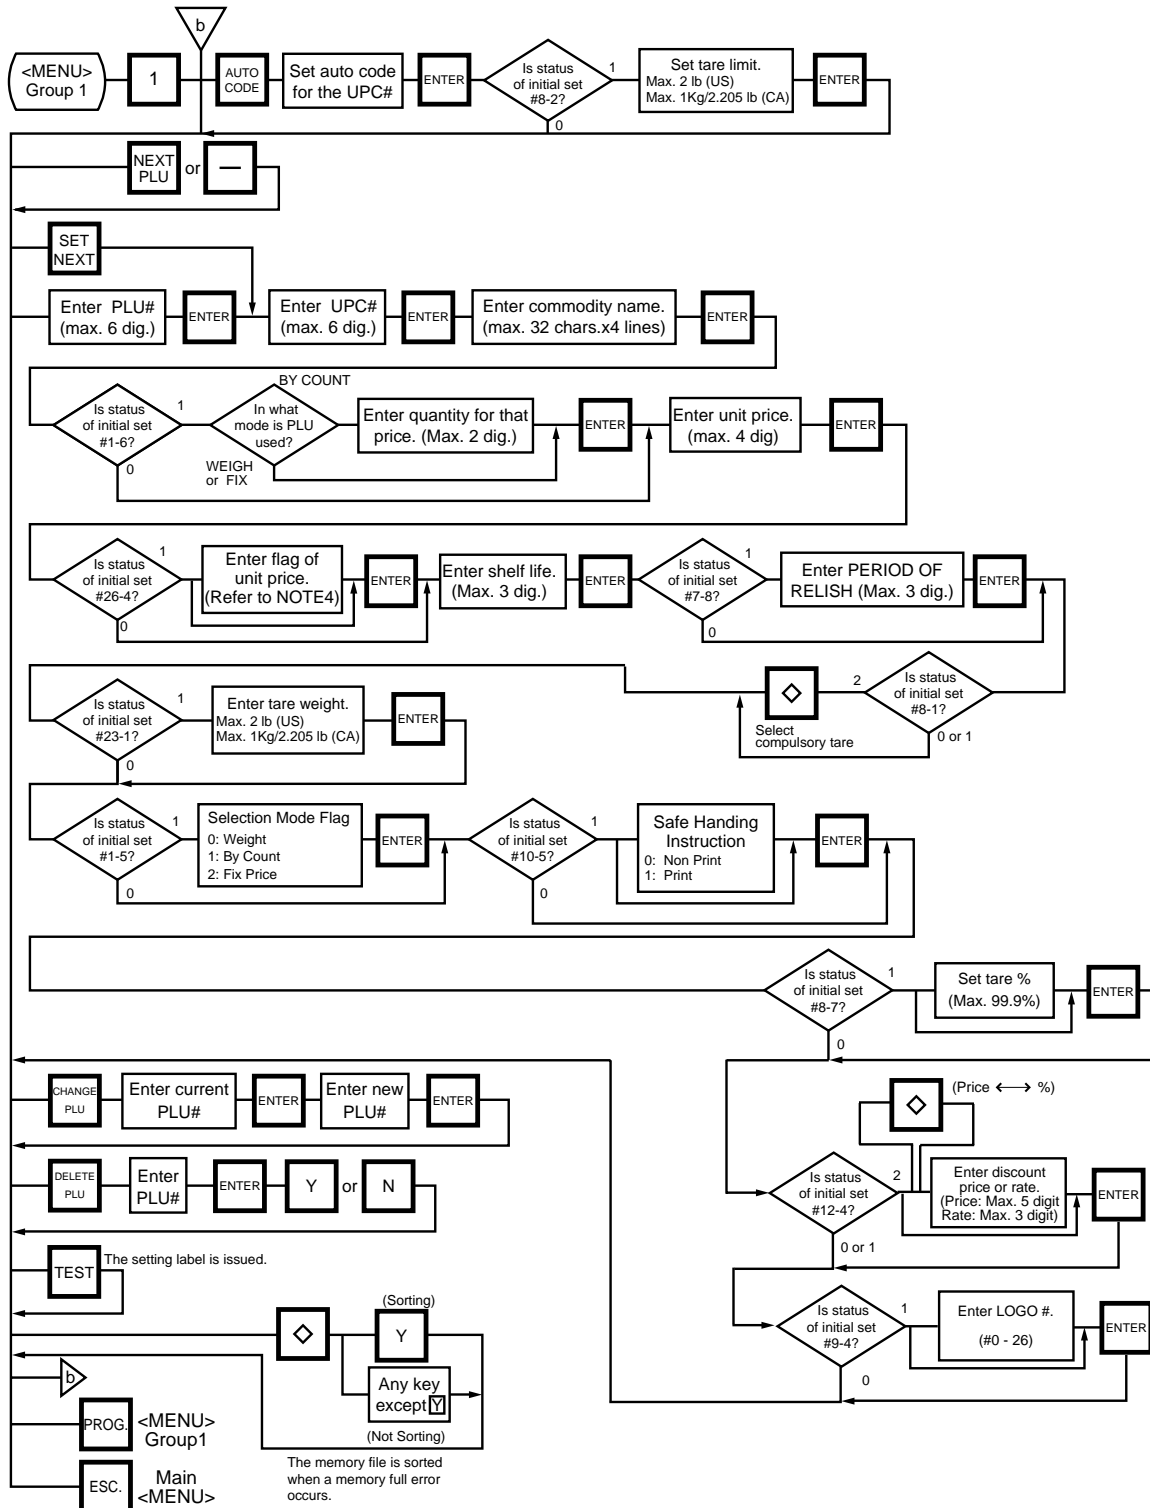 b
<MENU>
Group 1
1
AUTO
CODE
Set auto code
for the UPC#
ENTER
Is status
of initial set
#8-2?
1
0
Set tare limit.
Max. 2 lb (US)
Max. 1Kg/2.205 lb (CA)
ENTER
NEXT
PLU
or
—
SET
NEXT
Enter PLU#
(max. 6 dig.)
ENTER
Enter UPC#
(max. 6 dig.)
ENTER
Enter commodity name.
(max. 32 chars.x4 lines)
ENTER
Is status
of initial set
#1-6?
1
0
BY COUNT
In what
mode is PLU
used?
WEIGH
or FIX
Enter quantity for that
price. (Max. 2 dig.)
ENTER
Enter unit price.
(max. 4 dig)
ENTER
Is status
of initial set
#26-4?
1
0
Enter flag of
unit price.
(Refer to NOTE4)
ENTER
Enter shelf life.
(Max. 3 dig.)
ENTER
Is status
of initial set
#7-8?
1
0
Enter PERIOD OF
RELISH (Max. 3 dig.)
Is status
of initial set
#8-1?
2
0 or 1
Select
compulsory tare
Is status
of initial set
#23-1?
1
0
Enter tare weight.
Max. 2 lb (US)
Max. 1Kg/2.205 lb (CA)
ENTER
Is status
of initial set
#1-5?
1
0
Selection Mode Flag
0: Weight
1: By Count
2: Fix Price
ENTER
Is status
of initial set
#10-5?
1
0
Safe Handing
Instruction
0: Non Print
1: Print
ENTER
Is status
of initial set
#8-7?
1
0
Set tare %
(Max. 99.9%)
ENTER
CHANGE
PLU
Enter current
PLU#
ENTER
Enter new
PLU#
ENTER
(Price ⟷ %)
Is status
of initial set
#12-4?
2
0 or 1
Enter discount
price or rate.
(Price: Max. 5 digit
Rate: Max. 3 digit)
ENTER
DELETE
PLU
Enter
PLU#
ENTER
Y
or
N
TEST
The setting label is issued.
(Sorting)
Y
Any key
except Y
(Not Sorting)
The memory file is sorted
when a memory full error
occurs.
Is status
of initial set
#9-4?
1
0
Enter LOGO #.
(#0 - 26)
ENTER
b
PROG.
<MENU>
Group1
ESC.
Main
<MENU>